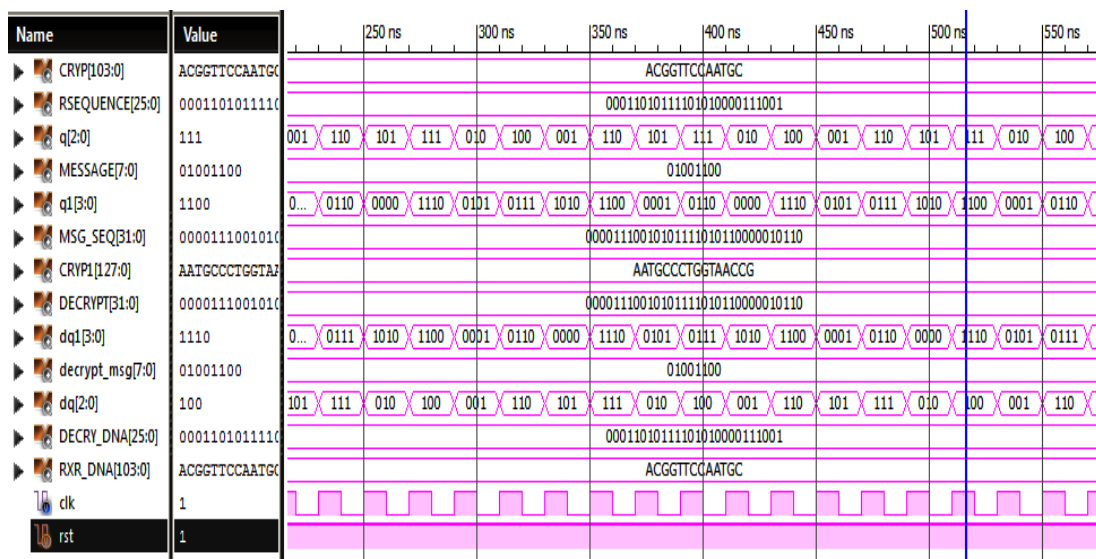 Name Value 250 ns 300 ns 350 ns 400 ns 450 ns 500 ns 550 ns
CRYP[103:0] ACGGTTCCAATGC ACGGTTCCAATGC
RSEQUENCE[25:0] 000110101111 00011010111101010000111001
q[2:0] 111 001 110 101 111 010 100 001 110 101 111 010 100 001 110 101 111 010 100
MESSAGE[7:0] 01001100 01001100
q1[3:0] 1100 0... 0110 0000 1110 0101 0111 1010 1100 0001 0110 0000 1110 0101 0111 1010 1100 0001 0110
MSG_SEQ[31:0] 000011100101 00001110010101111010110000010110
CRYP1[127:0] AATGCCCTGGTAA AATGCCCTGGTAACCG
DECRYPT[31:0] 000011100101 00001110010101111010110000010110
dq1[3:0] 1110 0... 0111 1010 1100 0001 0110 0000 1110 0101 0111 1010 1100 0001 0110 0000 1110 0101 0111
decrypt_msg[7:0] 01001100 01001100
dq[2:0] 100 101 111 010 100 001 110 101 111 010 100 001 110 101 111 010 100 001 110
DECRY_DNA[25:0] 000110101111 00011010111101010000111001
RXR_DNA[103:0] ACGGTTCCAATGC ACGGTTCCAATGC
clk 1
rst 1